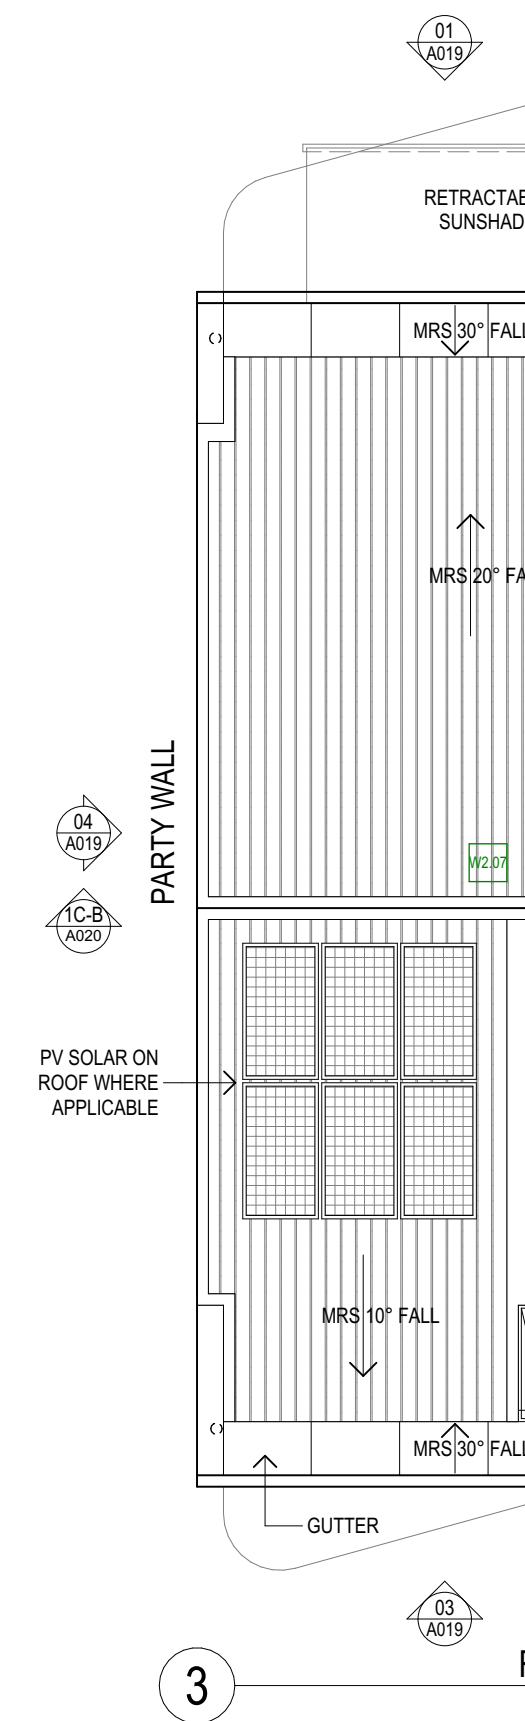 01
A019
RETRACTAB
SUNSHAD
MRS 30° FALL
MRS 20° FA
PARTY WALL
04
A019
W2.07
1C-B
A020
PV SOLAR ON
ROOF WHERE
APPLICABLE
MRS 10° FALL
MRS 30° FALL
GUTTER
03
A019
3